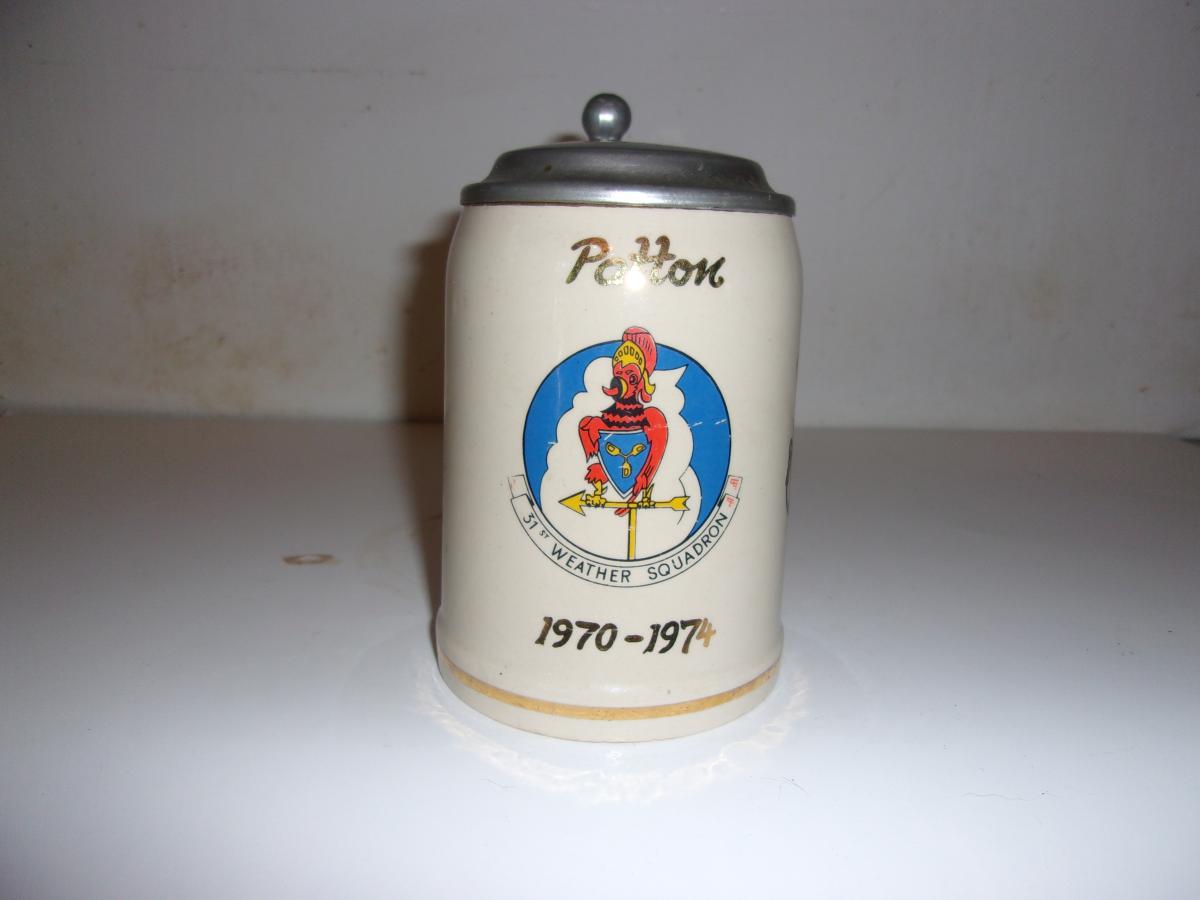 Patton
31ST WEATHER SQUADRON
1970-1974